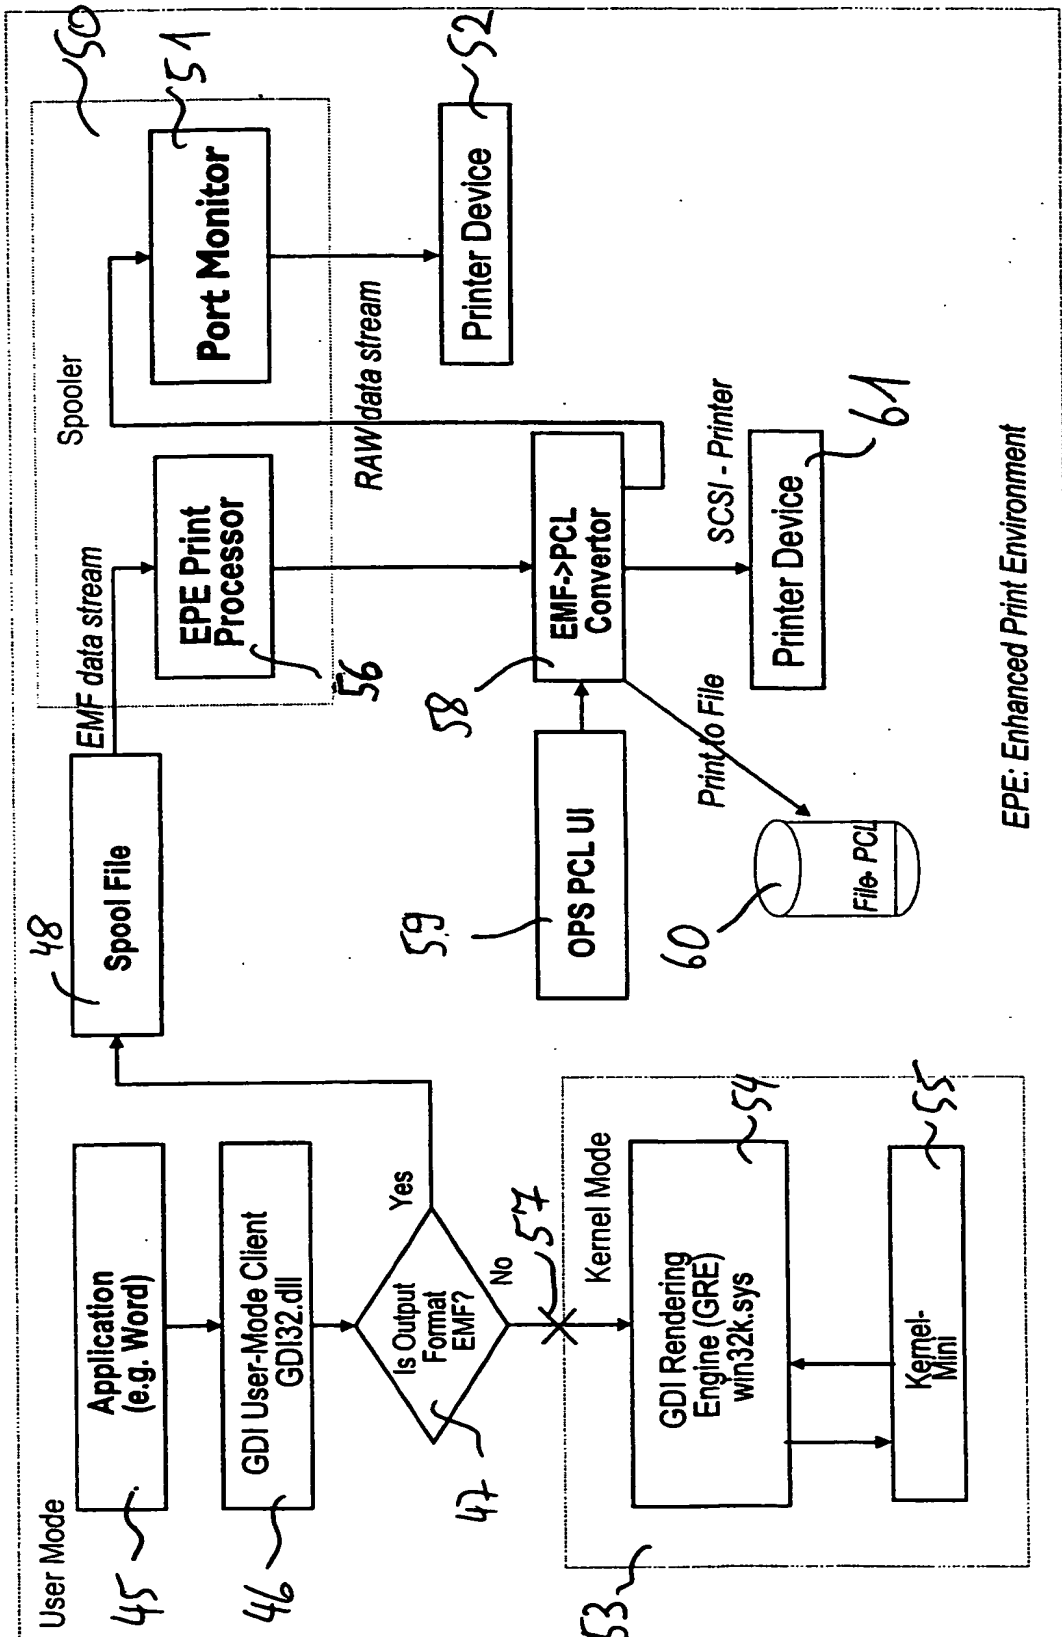 User Mode
Application
(e.g. Word)
45
GDI User-Mode Client
GDI32.dll
46
Is Output
Format
EMF?
47
Yes
No
57
Kernel Mode
GDI Rendering
Engine (GRE)
win32k.sys
54
Kernel-
Mini
55
53
Spool File
48
EMF data stream
Spooler
50
EPE Print
Processor
56
Port Monitor
51
RAW data stream
Printer Device
52
OPS PCL UI
59
EMF->PCL
Convertor
58
Print to File
File-PCL
60
SCSI - Printer
Printer Device
61
EPE: Enhanced Print Environment